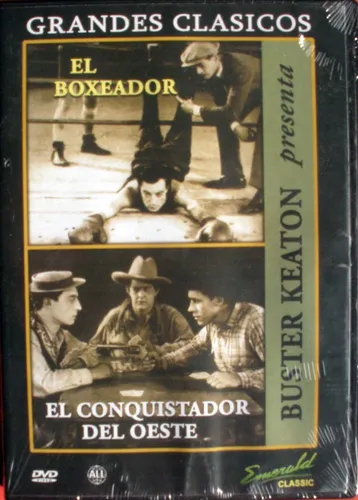 GRANDES CLASICOS
EL
BOXEADOR
BUSTER KEATON presenta
EL CONQUISTADOR
DEL OESTE
DVD
ALL
Emerald
CLASSIC